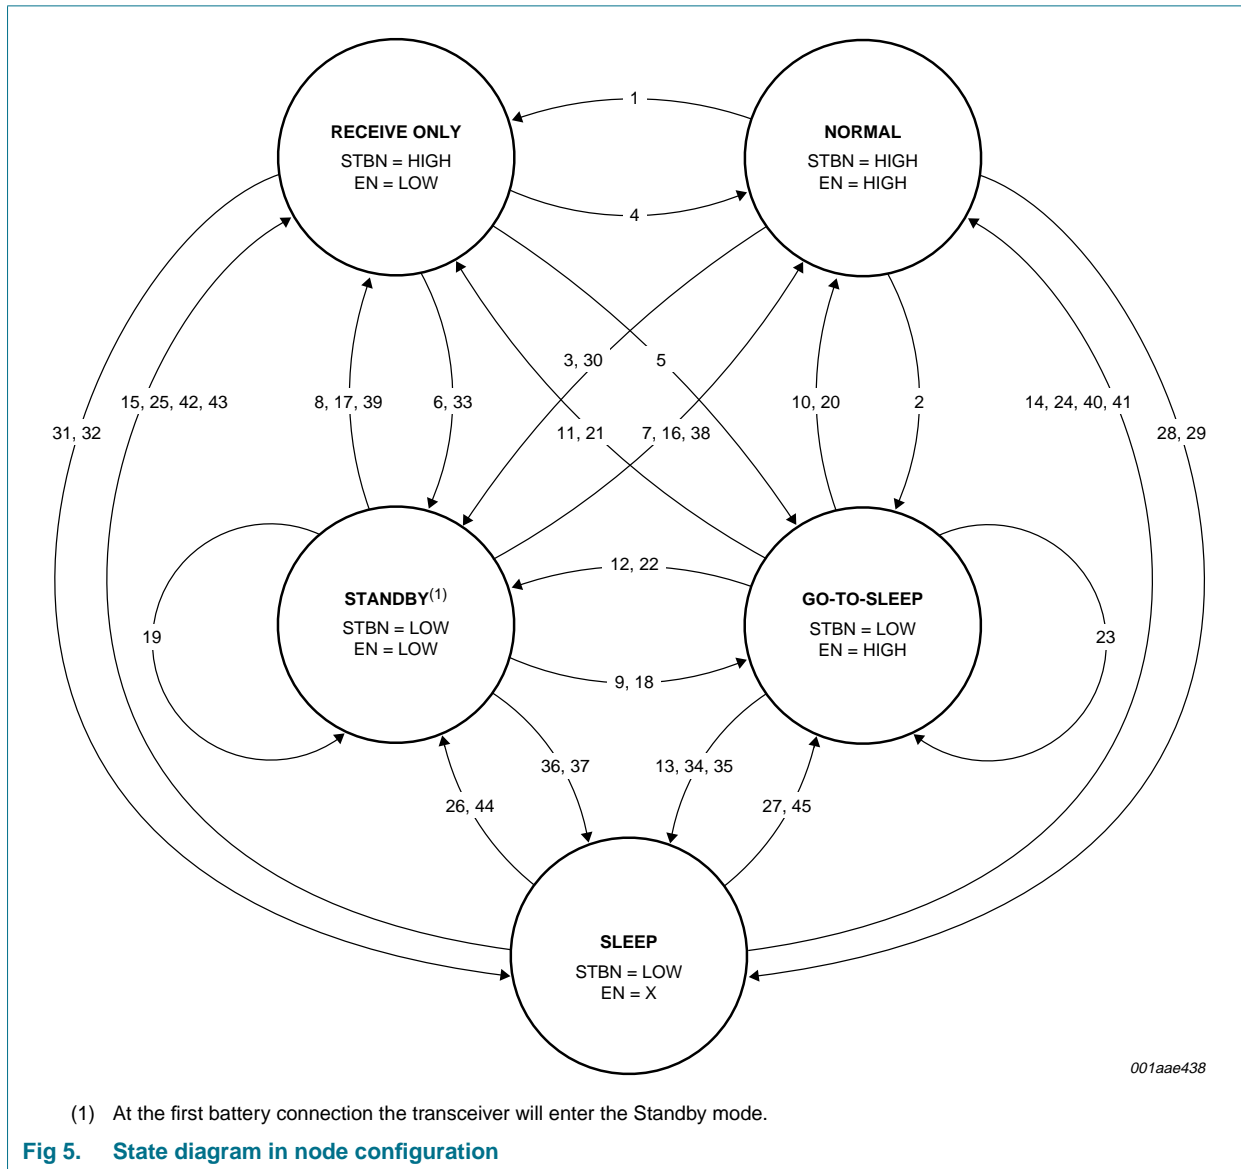 1
RECEIVE ONLY
STBN = HIGH
EN = LOW
NORMAL
STBN = HIGH
EN = HIGH
4
3, 30
5
15, 25, 42, 43
8, 17, 39
6, 33
10, 20
2
14, 24, 40, 41
31, 32
11, 21
7, 16, 38
28, 29
12, 22
STANDBY(1)
STBN = LOW
EN = LOW
GO-TO-SLEEP
STBN = LOW
EN = HIGH
19
23
9, 18
36, 37
13, 34, 35
26, 44
27, 45
SLEEP
STBN = LOW
EN = X
001aae438
(1) At the first battery connection the transceiver will enter the Standby mode.
Fig 5. State diagram in node configuration